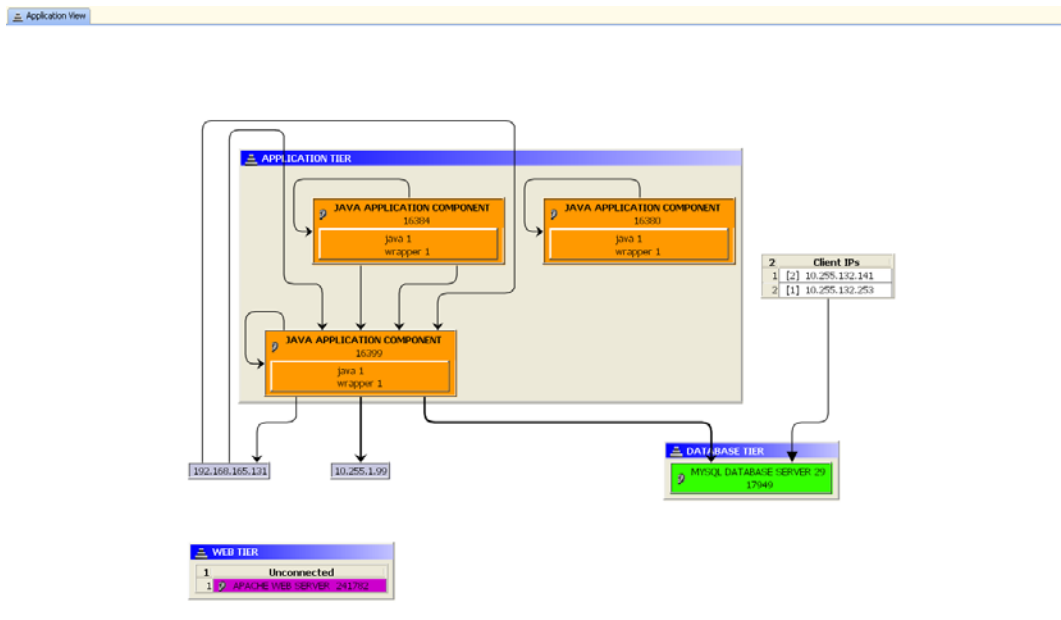 Application View
APPLICATION TIER
JAVA APPLICATION COMPONENT
16384
java 1
wrapper 1
JAVA APPLICATION COMPONENT
16380
java 1
wrapper 1
2 Client IPs
1 [2] 10.255.132.141
2 [1] 10.255.132.253
JAVA APPLICATION COMPONENT
16399
java 1
wrapper 1
192.168.165.131
10.255.1.99
DATABASE TIER
MYSQL DATABASE SERVER 29
17949
WEB TIER
1 Unconnected
1 APACHE WEB SERVER 241782